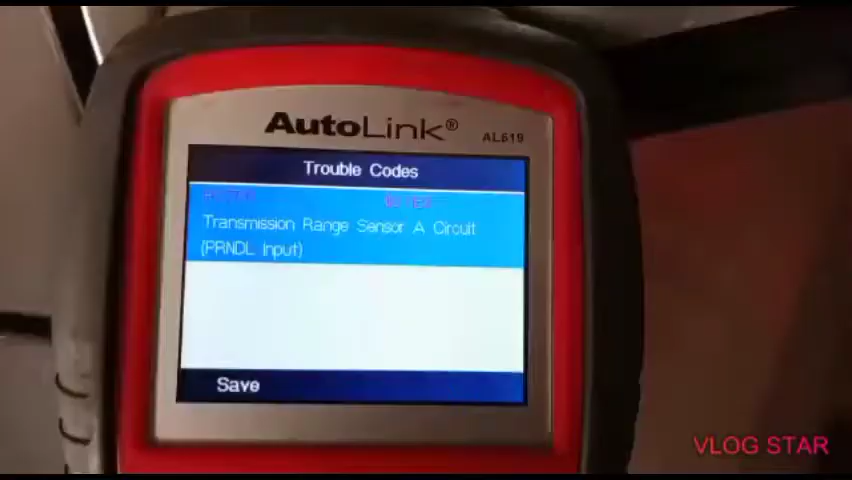 AutoLink®
AL619
Trouble Codes
Transmission Range Sensor A Circuit
(PRNDL Input)
Save
VLOG STAR